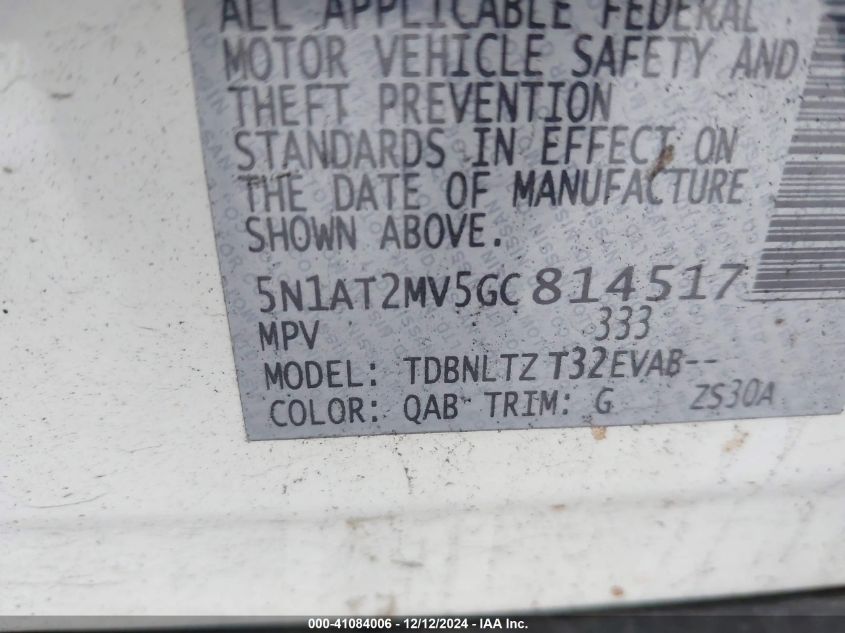 ALL APPLICABLE FEDERAL
MOTOR VEHICLE SAFETY AND
THEFT PREVENTION
STANDARDS IN EFFECT ON
THE DATE OF MANUFACTURE
SHOWN ABOVE.
5N1AT2MV5GC814517
MPV 333
MODEL: TDBNLTZ T32EVAB--
COLOR: QAB TRIM: G ZS30A
000-41084006 - 12/12/2024 - IAA Inc.